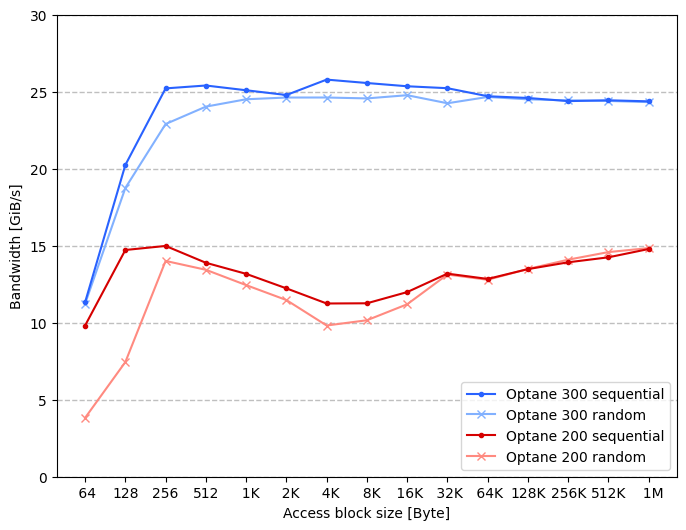 30
25
20
15
10
5
0
Bandwidth [GiB/s]
Optane 300 sequential
Optane 300 random
Optane 200 sequential
Optane 200 random
64 128 256 512 1K 2K 4K 8K 16K 32K 64K 128K 256K 512K 1M
Access block size [Byte]